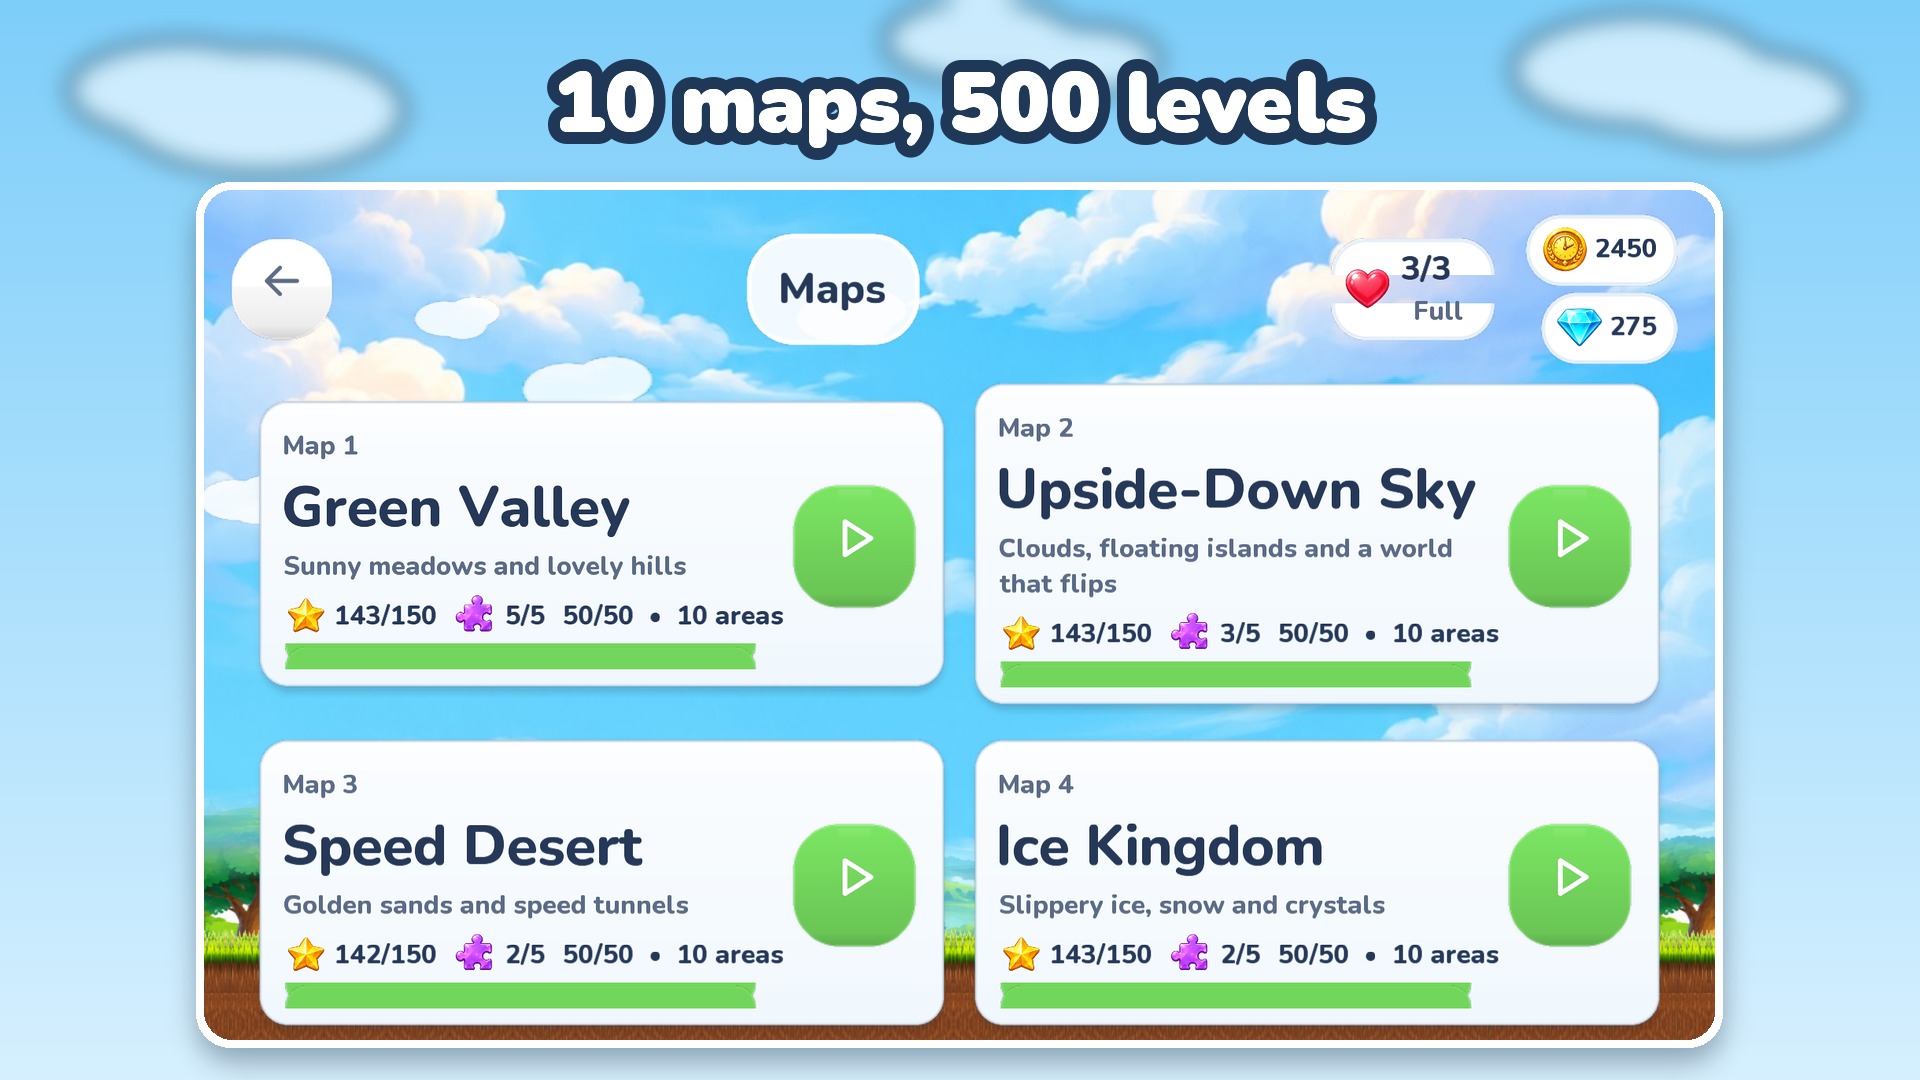 10 maps, 500 levels
Maps
3/3
Full
2450
275
Map 1
Green Valley
Sunny meadows and lovely hills
143/150 5/5 50/50 • 10 areas
Map 2
Upside-Down Sky
Clouds, floating islands and a world
that flips
143/150 3/5 50/50 • 10 areas
Map 3
Speed Desert
Golden sands and speed tunnels
142/150 2/5 50/50 • 10 areas
Map 4
Ice Kingdom
Slippery ice, snow and crystals
143/150 2/5 50/50 • 10 areas